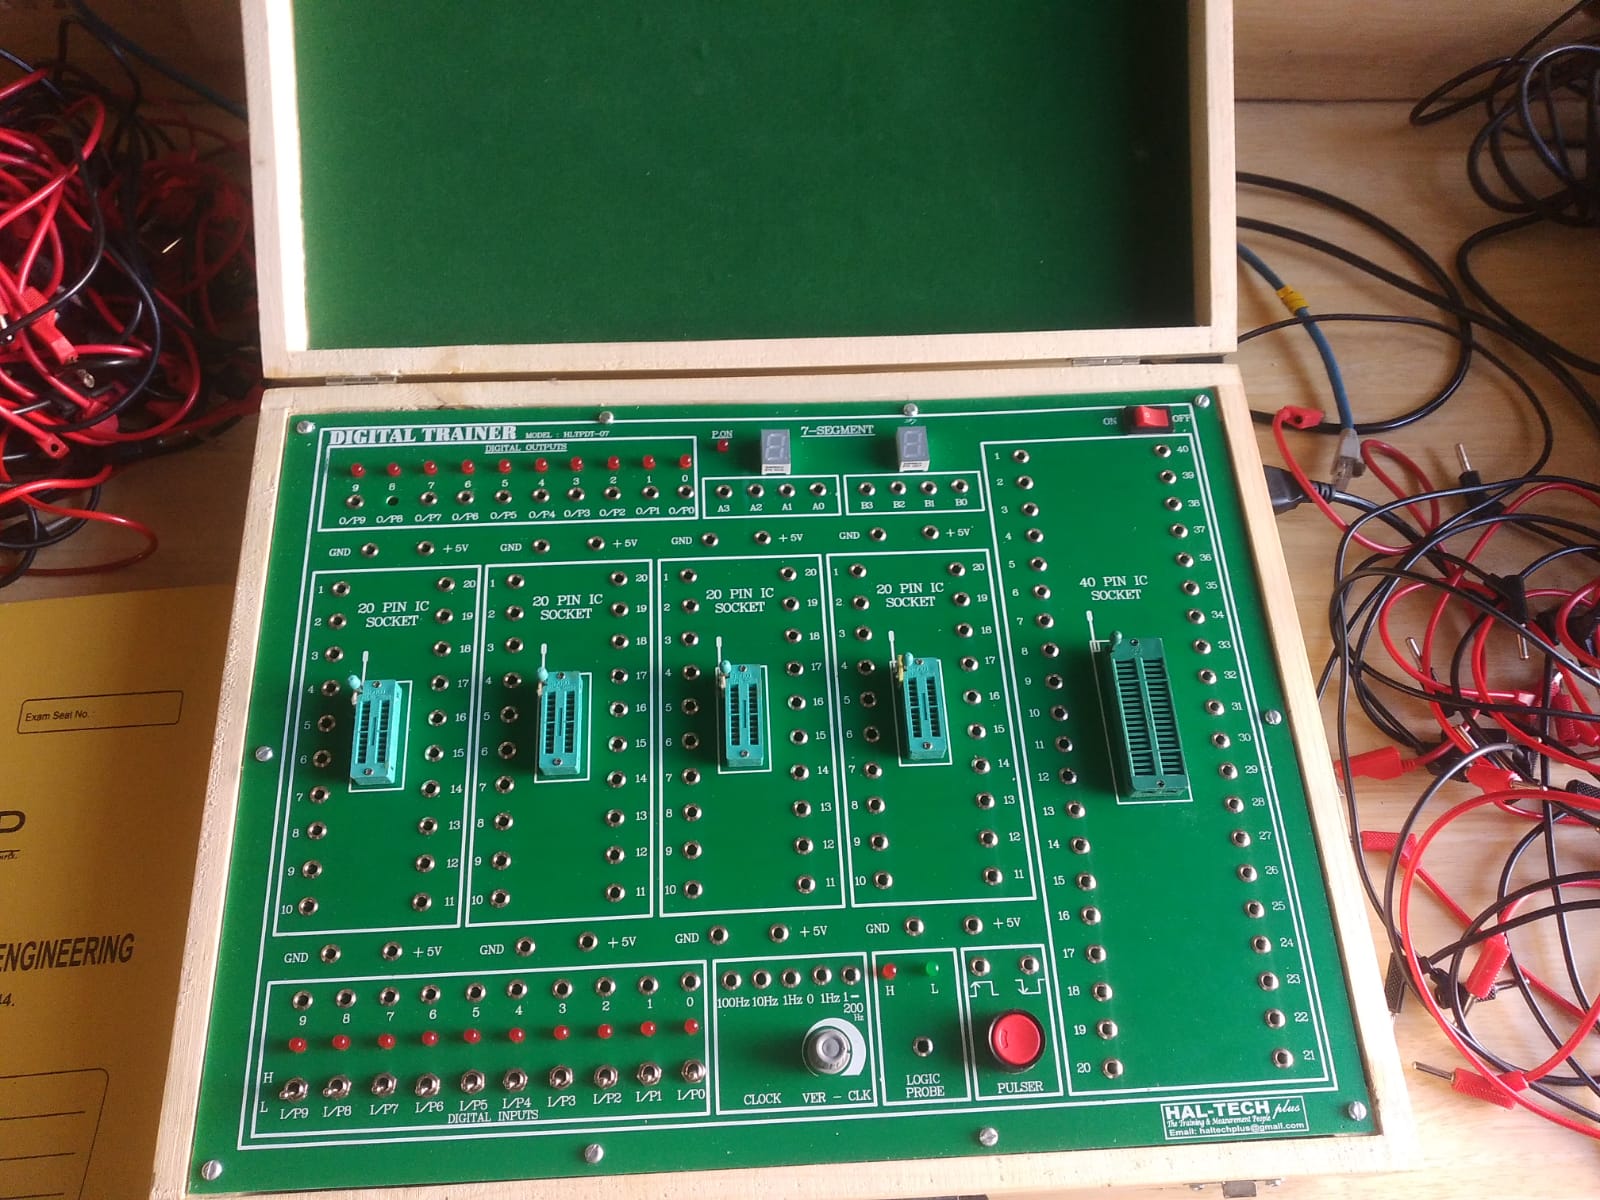 DIGITAL TRAINER MODEL : HLTPDT-07
DIGITAL OUTPUTS
9 8 7 6 5 4 3 2 1 0
O/P9 O/P8 O/P7 O/P6 O/P5 O/P4 O/P3 O/P2 O/P1 O/P0
P.ON
7-SEGMENT
A3 A2 A1 A0
B3 B2 B1 B0
ON OFF
GND +5V GND +5V GND +5V GND +5V
20 PIN IC
SOCKET
1 2 3 4 5 6 7 8 9 10
20 19 18 17 16 15 14 13 12 11
20 PIN IC
SOCKET
1 2 3 4 5 6 7 8 9 10
20 19 18 17 16 15 14 13 12 11
20 PIN IC
SOCKET
1 2 3 4 5 6 7 8 9 10
20 19 18 17 16 15 14 13 12 11
20 PIN IC
SOCKET
1 2 3 4 5 6 7 8 9 10
20 19 18 17 16 15 14 13 12 11
40 PIN IC
SOCKET
1 2 3 4 5 6 7 8 9 10 11 12 13 14 15 16 17 18 19 20
40 39 38 37 36 35 34 33 32 31 30 29 28 27 26 25 24 23 22 21
GND +5V GND +5V GND +5V GND +5V
9 8 7 6 5 4 3 2 1 0
H
L
I/P9 I/P8 I/P7 I/P6 I/P5 I/P4 I/P3 I/P2 I/P1 I/P0
DIGITAL INPUTS
100Hz 10Hz 1Hz 0 1Hz 1-
200
Hz
CLOCK VER - CLK
H L
LOGIC
PROBE
PULSER
HAL-TECH plus
The Training & Measurement People !
Email: haltechplus@gmail.com
Exam Seat No.
ENGINEERING